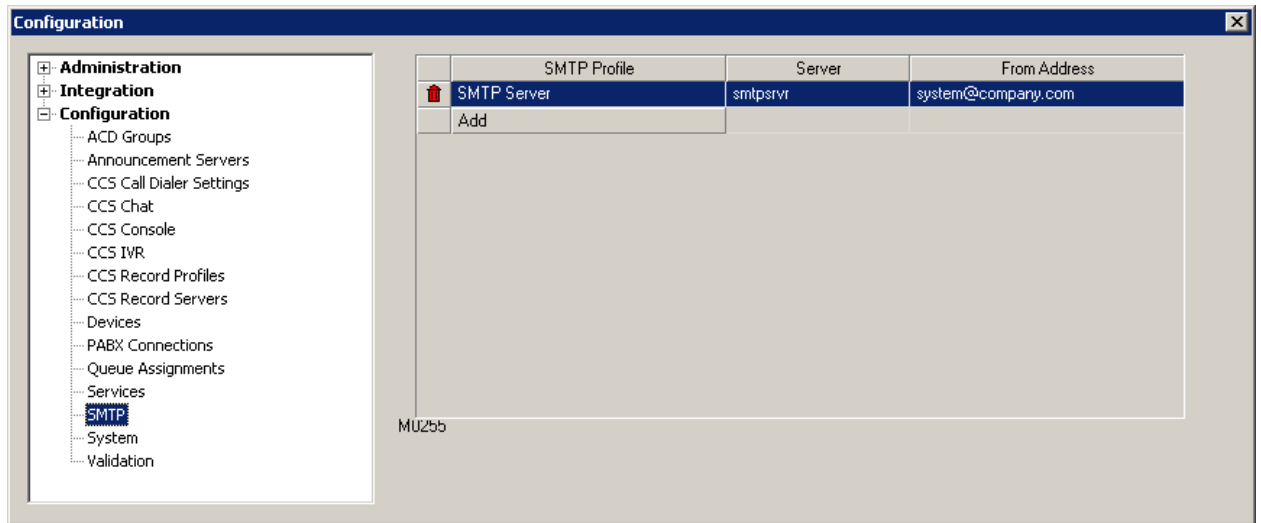 Configuration
Administration
Integration
Configuration
ACD Groups
Announcement Servers
CCS Call Dialer Settings
CCS Chat
CCS Console
CCS IVR
CCS Record Profiles
CCS Record Servers
Devices
PABX Connections
Queue Assignments
Services
SMTP
System
Validation
SMTP Profile Server From Address
SMTP Server smtpsrvr system@company.com
Add
M0255